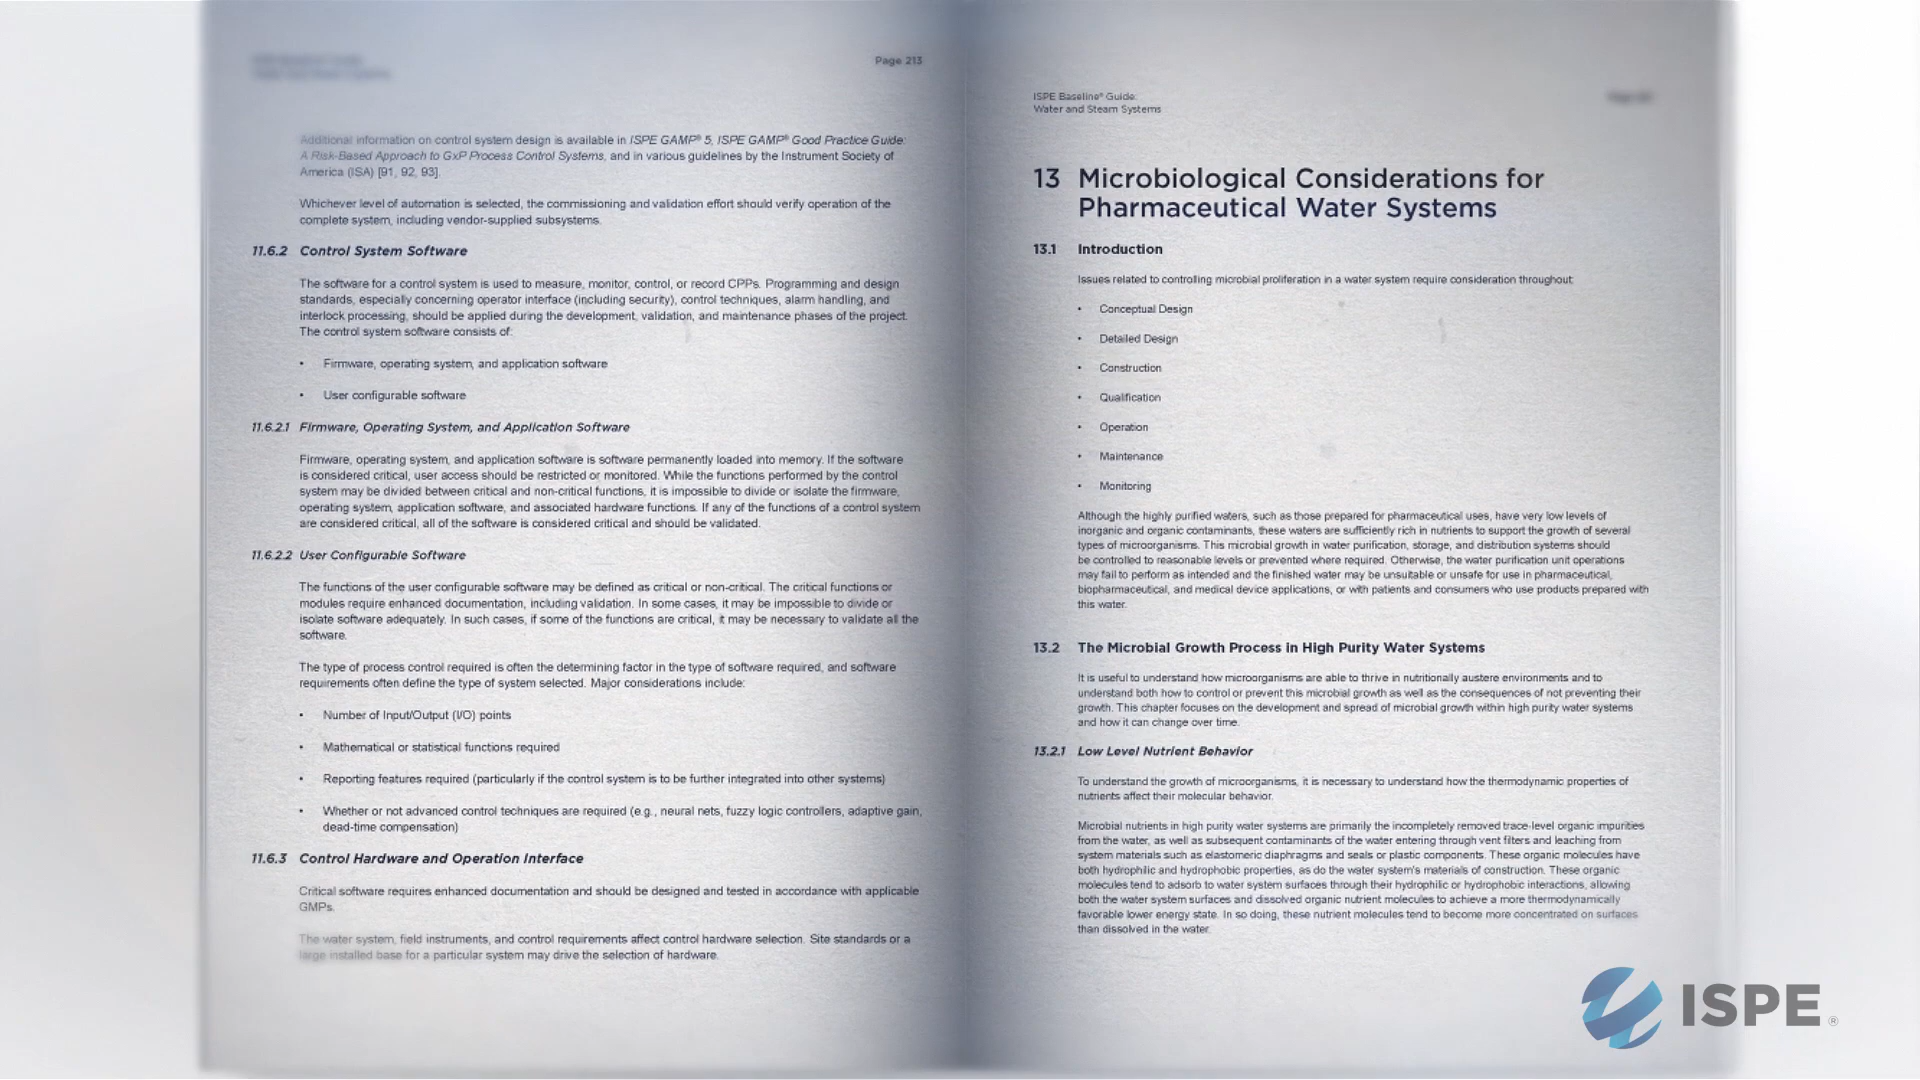 Page 213
Additional information on control system design is available in ISPE GAMP® 5, ISPE GAMP® Good Practice Guide:
A Risk-Based Approach to GxP Process Control Systems, and in various guidelines by the Instrument Society of
America (ISA) [91, 92, 93].
Whichever level of automation is selected, the commissioning and validation effort should verify operation of the
complete system, including vendor-supplied subsystems.
11.6.2 Control System Software
The software for a control system is used to measure, monitor, control, or record CPPs. Programming and design
standards, especially concerning operator interface (including security), control techniques, alarm handling, and
interlock processing, should be applied during the development, validation, and maintenance phases of the project.
The control system software consists of:
• Firmware, operating system, and application software
• User configurable software
11.6.2.1 Firmware, Operating System, and Application Software
Firmware, operating system, and application software is software permanently loaded into memory. If the software
is considered critical, user access should be restricted or monitored. While the functions performed by the control
system may be divided between critical and non-critical functions, it is impossible to divide or isolate the firmware,
operating system, application software, and associated hardware functions. If any of the functions of a control system
are considered critical, all of the software is considered critical and should be validated.
11.6.2.2 User Configurable Software
The functions of the user configurable software may be defined as critical or non-critical. The critical functions or
modules require enhanced documentation, including validation. In some cases, it may be impossible to divide or
isolate software adequately. In such cases, if some of the functions are critical, it may be necessary to validate all the
software.
The type of process control required is often the determining factor in the type of software required, and software
requirements often define the type of system selected. Major considerations include:
• Number of Input/Output (I/O) points
• Mathematical or statistical functions required
• Reporting features required (particularly if the control system is to be further integrated into other systems)
• Whether or not advanced control techniques are required (e.g., neural nets, fuzzy logic controllers, adaptive gain,
dead-time compensation)
11.6.3 Control Hardware and Operation Interface
Critical software requires enhanced documentation and should be designed and tested in accordance with applicable
GMPs.
The water system, field instruments, and control requirements affect control hardware selection. Site standards or a
large installed base for a particular system may drive the selection of hardware.
ISPE Baseline® Guide:
Water and Steam Systems
13 Microbiological Considerations for
Pharmaceutical Water Systems
13.1 Introduction
Issues related to controlling microbial proliferation in a water system require consideration throughout:
• Conceptual Design
• Detailed Design
• Construction
• Qualification
• Operation
• Maintenance
• Monitoring
Although the highly purified waters, such as those prepared for pharmaceutical uses, have very low levels of
inorganic and organic contaminants, these waters are sufficiently rich in nutrients to support the growth of several
types of microorganisms. This microbial growth in water purification, storage, and distribution systems should
be controlled to reasonable levels or prevented where required. Otherwise, the water purification unit operations
may fail to perform as intended and the finished water may be unsuitable or unsafe for use in pharmaceutical,
biopharmaceutical, and medical device applications, or with patients and consumers who use products prepared with
this water.
13.2 The Microbial Growth Process in High Purity Water Systems
It is useful to understand how microorganisms are able to thrive in nutritionally austere environments and to
understand both how to control or prevent this microbial growth as well as the consequences of not preventing their
growth. This chapter focuses on the development and spread of microbial growth within high purity water systems
and how it can change over time.
13.2.1 Low Level Nutrient Behavior
To understand the growth of microorganisms, it is necessary to understand how the thermodynamic properties of
nutrients affect their molecular behavior.
Microbial nutrients in high purity water systems are primarily the incompletely removed trace-level organic impurities
from the water, as well as subsequent contaminants of the water entering through vent filters and leaching from
system materials such as elastomeric diaphragms and seals or plastic components. These organic molecules have
both hydrophilic and hydrophobic properties, as do the water system's materials of construction. These organic
molecules tend to adsorb to water system surfaces through their hydrophilic or hydrophobic interactions, allowing
both the water system surfaces and dissolved organic nutrient molecules to achieve a more thermodynamically
favorable lower energy state. In so doing, these nutrient molecules tend to become more concentrated on surfaces
than dissolved in the water.
ISPE®